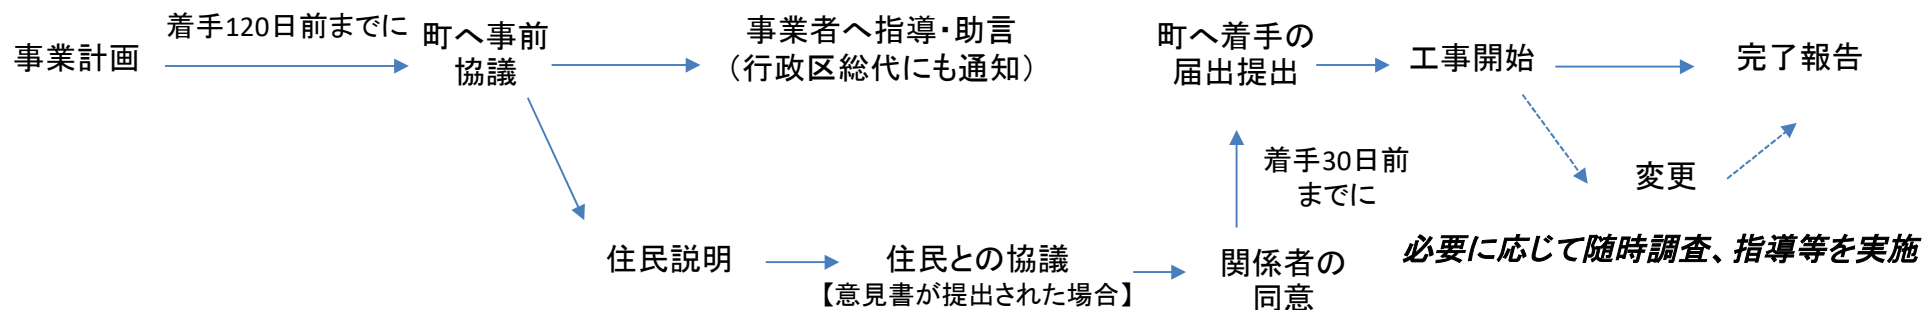 事業計画
着手120日前までに
町へ事前
協議
事業者へ指導・助言
（行政区総代にも通知）
住民説明
住民との協議
【意見書が提出された場合】
関係者の
同意
着手30日前
までに
町へ着手の
届出提出
工事開始
変更
完了報告
必要に応じて随時調査、指導等を実施